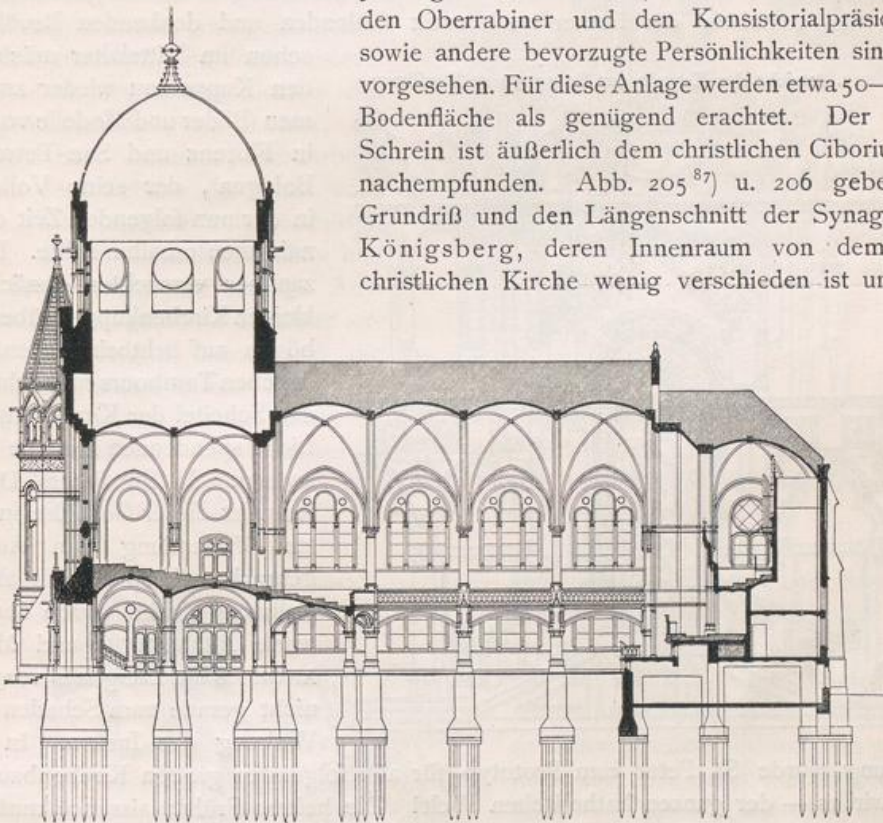 den Oberrabiner und den Konsistorialpräsid
sowie andere bevorzugte Persönlichkeiten sin
vorgesehen. Für diese Anlage werden etwa 50—
Bodenfläche als genügend erachtet. Der
Schrein ist äußerlich dem christlichen Ciboriu
nachempfunden. Abb. 205 ⁸⁷) u. 206 gebe
Grundriß und den Längenschnitt der Synag
Königsberg, deren Innenraum von dem
christlichen Kirche wenig verschieden ist un